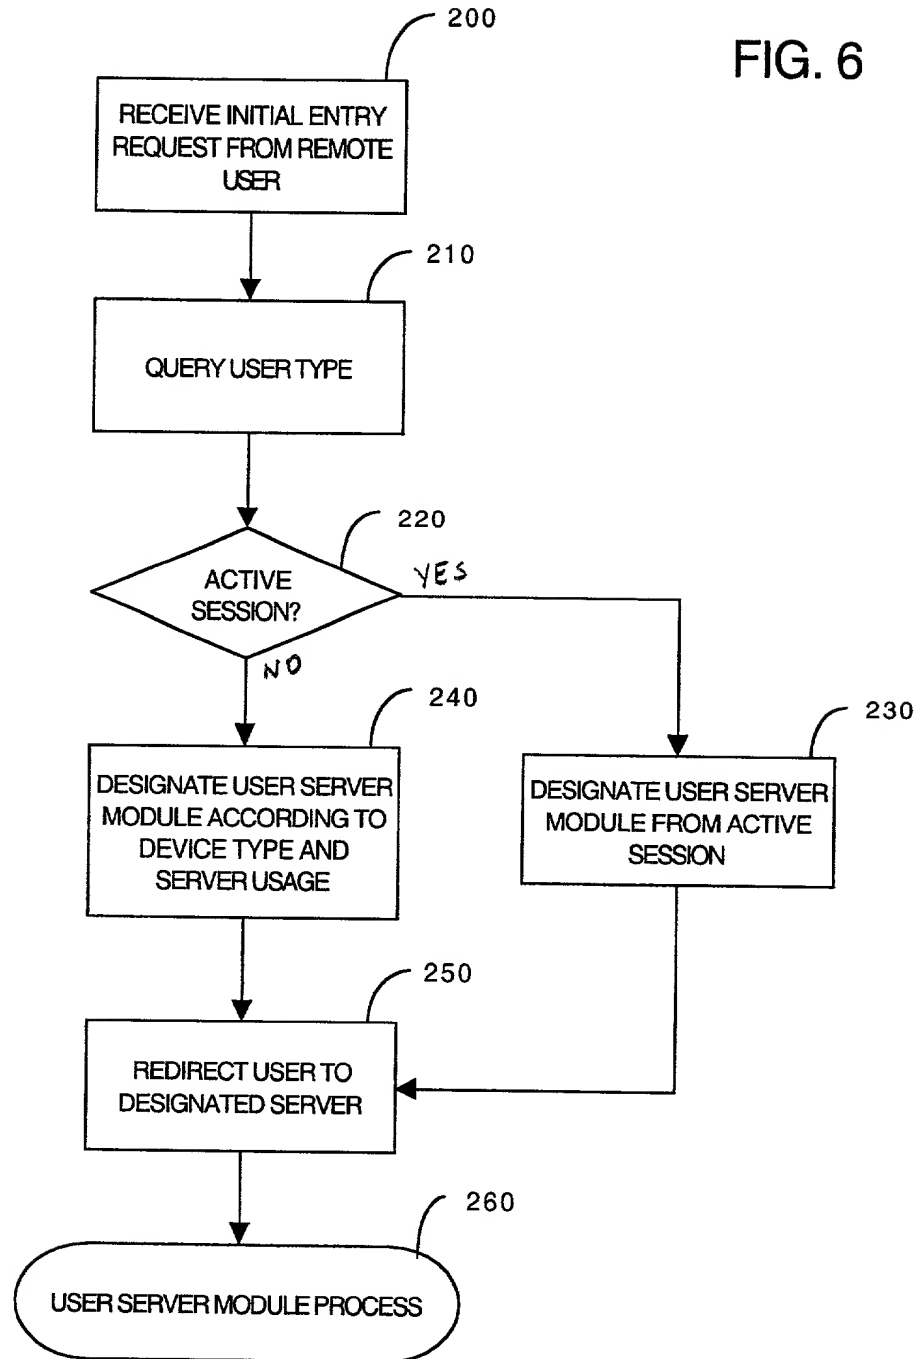 200
FIG. 6
RECEIVE INITIAL ENTRY
REQUEST FROM REMOTE
USER
210
QUERY USER TYPE
220
ACTIVE
SESSION?
YES
NO
240
DESIGNATE USER SERVER
MODULE ACCORDING TO
DEVICE TYPE AND
SERVER USAGE
230
DESIGNATE USER SERVER
MODULE FROM ACTIVE
SESSION
250
REDIRECT USER TO
DESIGNATED SERVER
260
USER SERVER MODULE PROCESS